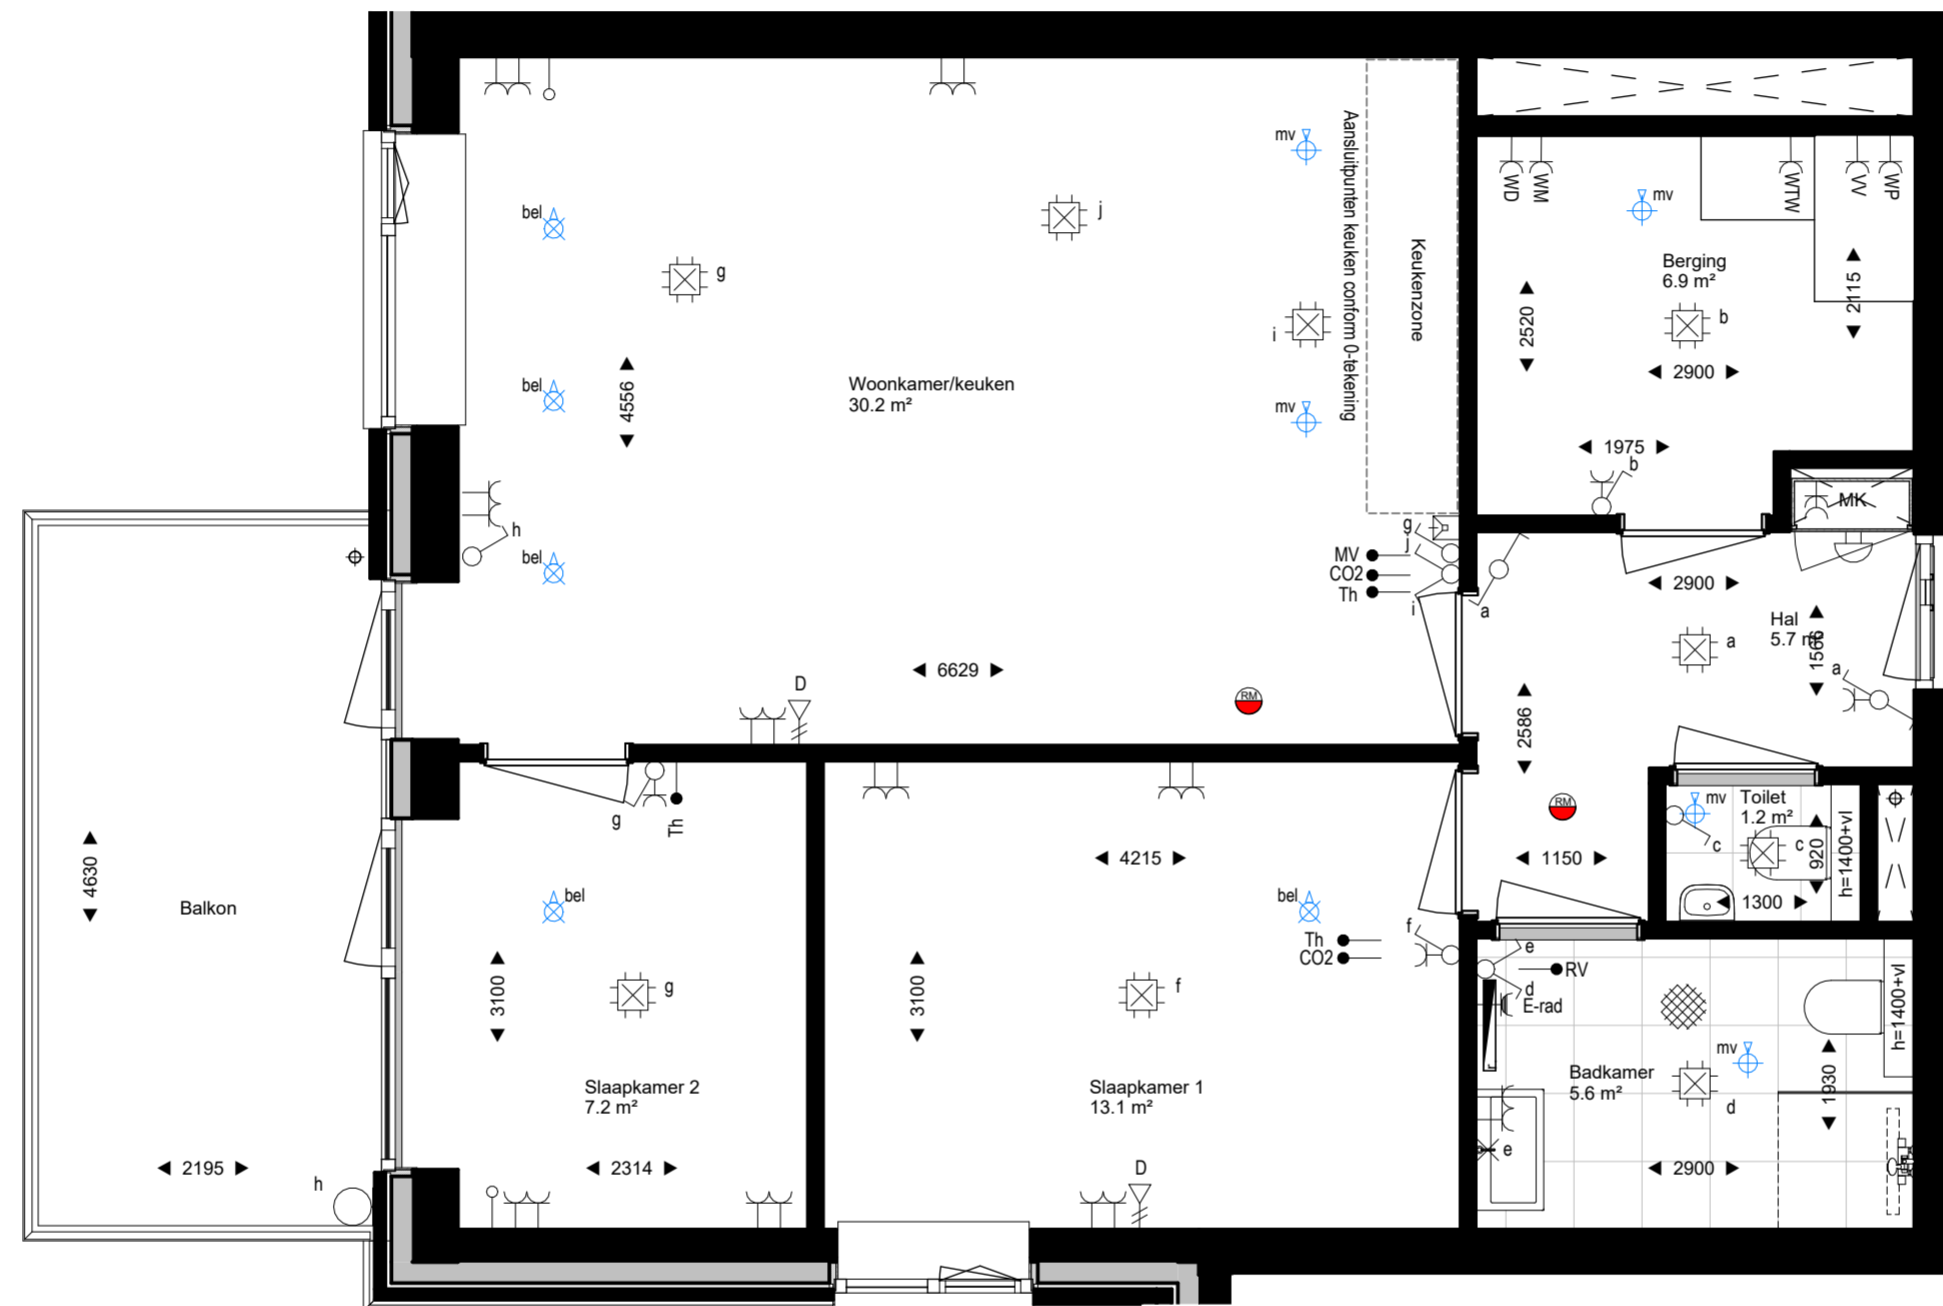 mv
WD
WM
WTW
VV
WP
mv
bel
j
g
Aansluitpunten keuken conform 0-tekening
Keukenzone
Berging
6.9 m²
2115
2520
b
i
2900
bel
4556
Woonkamer/keuken
30.2 m²
mv
1975
b
MK
h
g
j
bel
MV
CO2
Th
i
a
2900
Hal
5.7 m²
1566
a
a
6629
D
RM
2586
g
Th
RM
mv
Toilet
1.2 m²
c
c
920
h=1400+vl
1300
4630
4215
1150
Balkon
bel
bel
Th
CO2
f
e
RV
d
E-rad
3100
g
3100
f
h=1400+vl
mv
Badkamer
5.6 m²
1930
d
Slaapkamer 2
7.2 m²
Slaapkamer 1
13.1 m²
e
2195
2314
D
2900
h